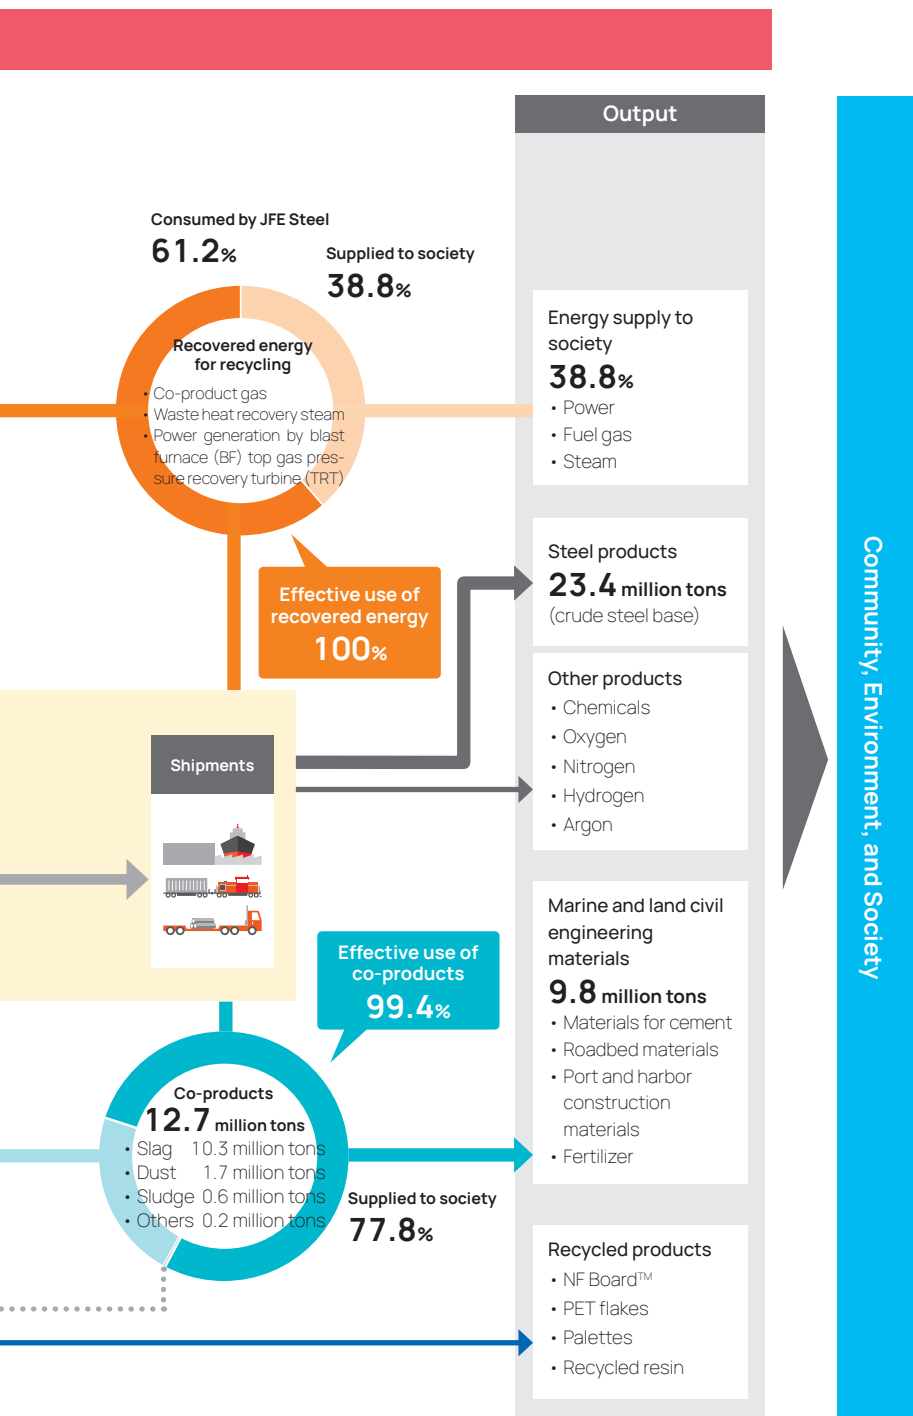 Output
Consumed by JFE Steel
61.2%
Supplied to society
38.8%
Recovered energy
for recycling
• Co-product gas
• Waste heat recovery steam
• Power generation by blast
furnace (BF) top gas pres-
sure recovery turbine (TRT)
Effective use of
recovered energy
100%
Energy supply to
society
38.8%
• Power
• Fuel gas
• Steam
Steel products
23.4 million tons
(crude steel base)
Other products
• Chemicals
• Oxygen
• Nitrogen
• Hydrogen
• Argon
Shipments
Effective use of
co-products
99.4%
Co-products
12.7 million tons
• Slag 10.3 million tons
• Dust 1.7 million tons
• Sludge 0.6 million tons
• Others 0.2 million tons
Supplied to society
77.8%
Marine and land civil
engineering
materials
9.8 million tons
• Materials for cement
• Roadbed materials
• Port and harbor
construction
materials
• Fertilizer
Recycled products
• NF Board™
• PET flakes
• Palettes
• Recycled resin
Community, Environment, and Society